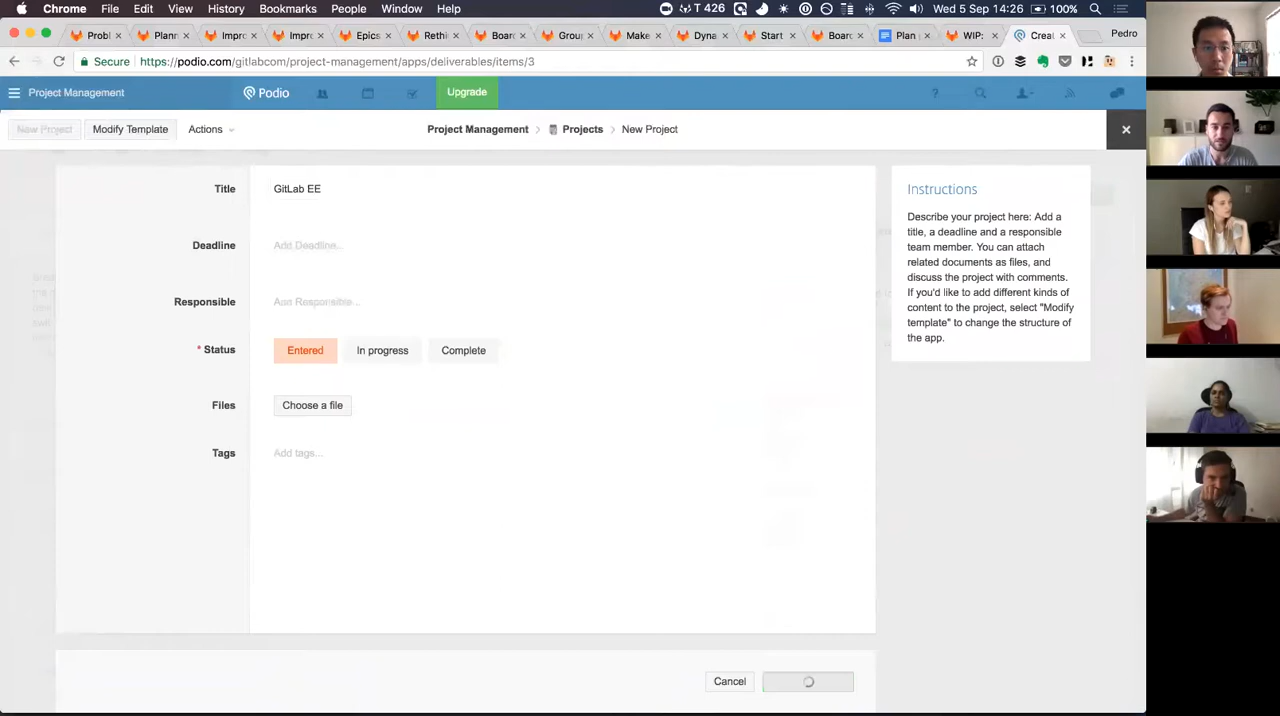 Chrome File Edit View History Bookmarks People Window Help T 426 Wed 5 Sep 14:26 100%
Probl Plann Impro Impro Epics Rethi Board Group Make Dyna Start Board Plan WIP: Crea Pedro
Secure https://podio.com/gitlabcom/project-management/apps/deliverables/items/3
Project Management Podio Upgrade ?
New Project Modify Template Actions Project Management Projects New Project
Title GitLab EE
Deadline Add Deadline...
Responsible Add Responsible...
* Status Entered In progress Complete
Files Choose a file
Tags Add tags...
Instructions
Describe your project here: Add a
title, a deadline and a responsible
team member. You can attach
related documents as files, and
discuss the project with comments.
If you'd like to add different kinds of
content to the project, select "Modify
template" to change the structure of
the app.
Cancel